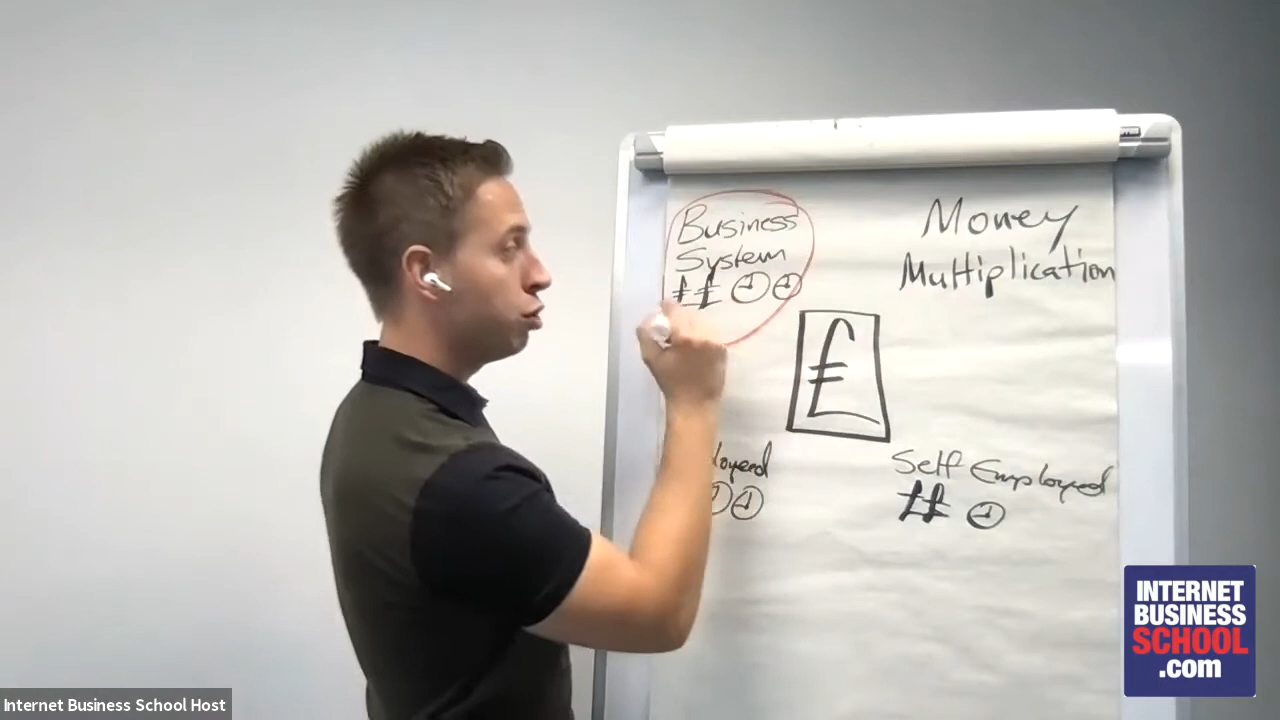 Business
System
££
Money
Multiplication
£
Self Employed
££
INTERNET
BUSINESS
SCHOOL
.com
Internet Business School Host